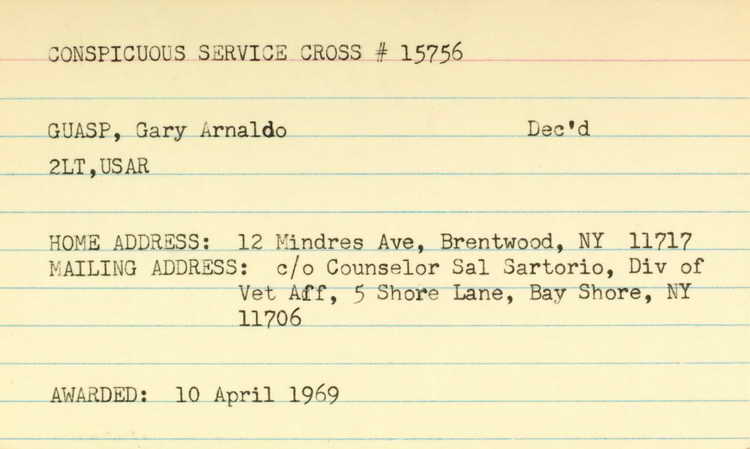 CONSPICUOUS SERVICE CROSS # 15756
GUASP, Gary Arnaldo Dec'd
2LT,USAR
HOME ADDRESS: 12 Mindres Ave, Brentwood, NY 11717
MAILING ADDRESS: c/o Counselor Sal Sartorio, Div of
Vet Aff, 5 Shore Lane, Bay Shore, NY
11706
AWARDED: 10 April 1969